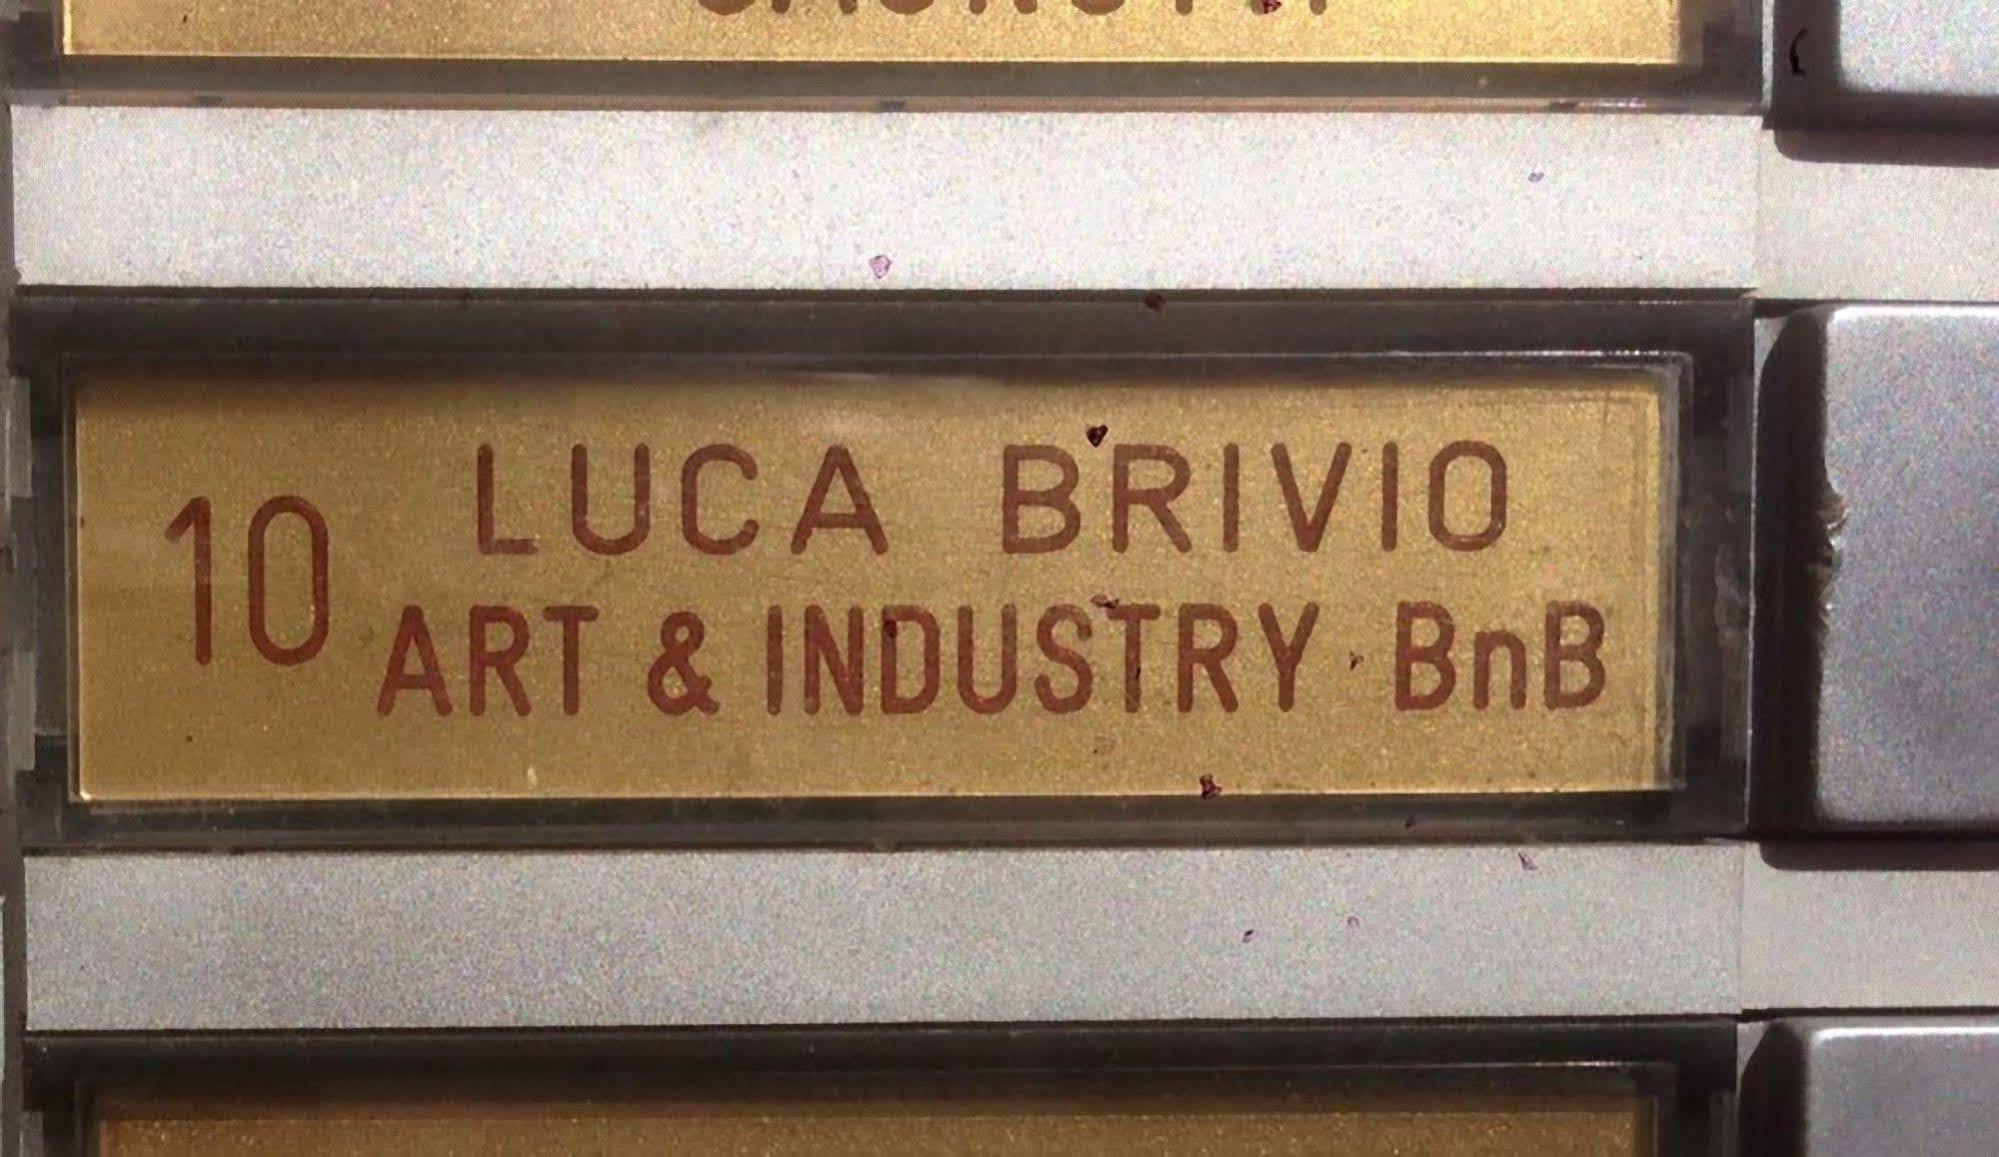 10 LUCA BRIVIO
ART & INDUSTRY · BnB